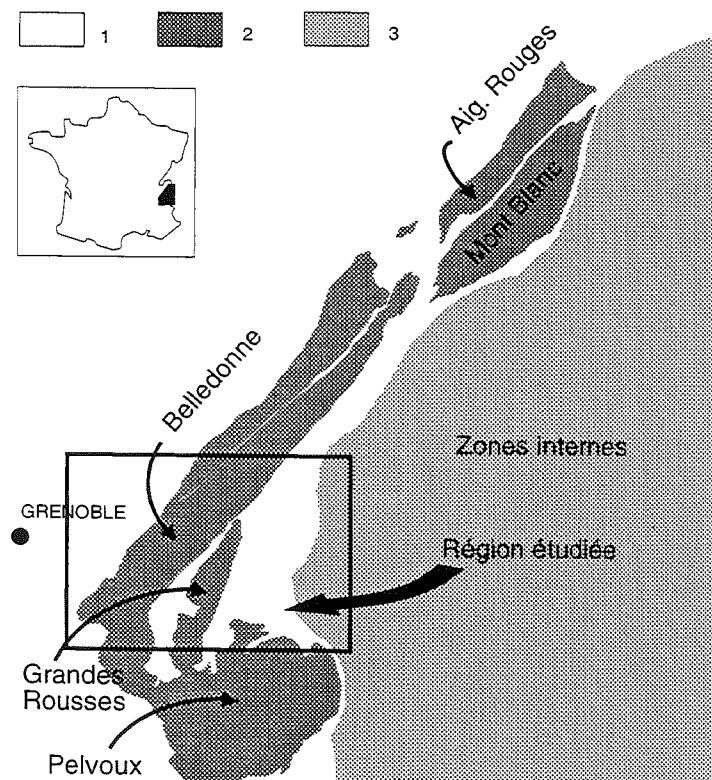 1 2 3
Aig. Rouges
Mont Blanc
Belledonne
Zones internes
GRENOBLE
Région étudiée
Grandes
Rousses
Pelvoux